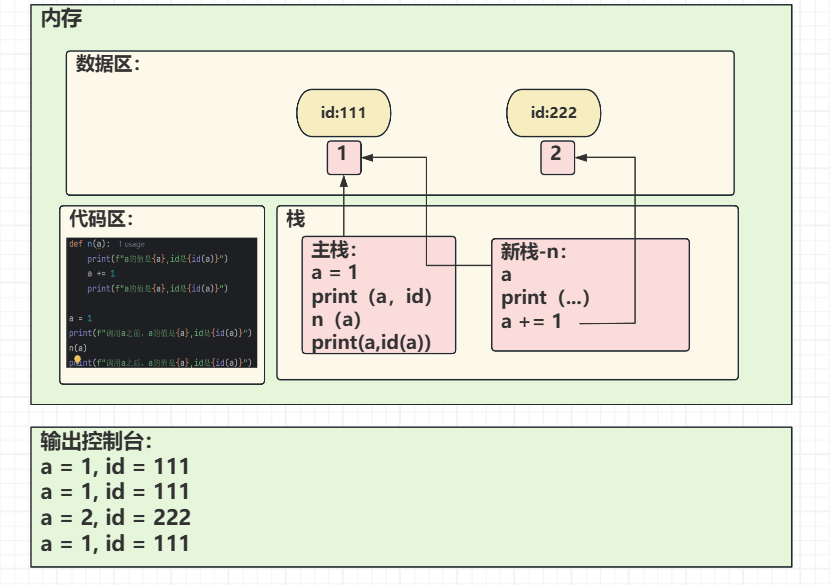 内存
数据区：
id:111
id:222
1
2
代码区：
def n(a):  1 usage
print(f"a的值是{a},id是{id(a)}")
a += 1
print(f"a的值是{a},id是{id(a)}")
a = 1
print(f"调用a之前，a的值是{a},id是{id(a)}")
n(a)
print(f"调用a之后，a的值是{a},id是{id(a)}")
栈
主栈：
a = 1
print（a，id）
n（a）
print(a,id(a))
新栈-n：
a
print（...）
a += 1
输出控制台：
a = 1, id = 111
a = 1, id = 111
a = 2, id = 222
a = 1, id = 111